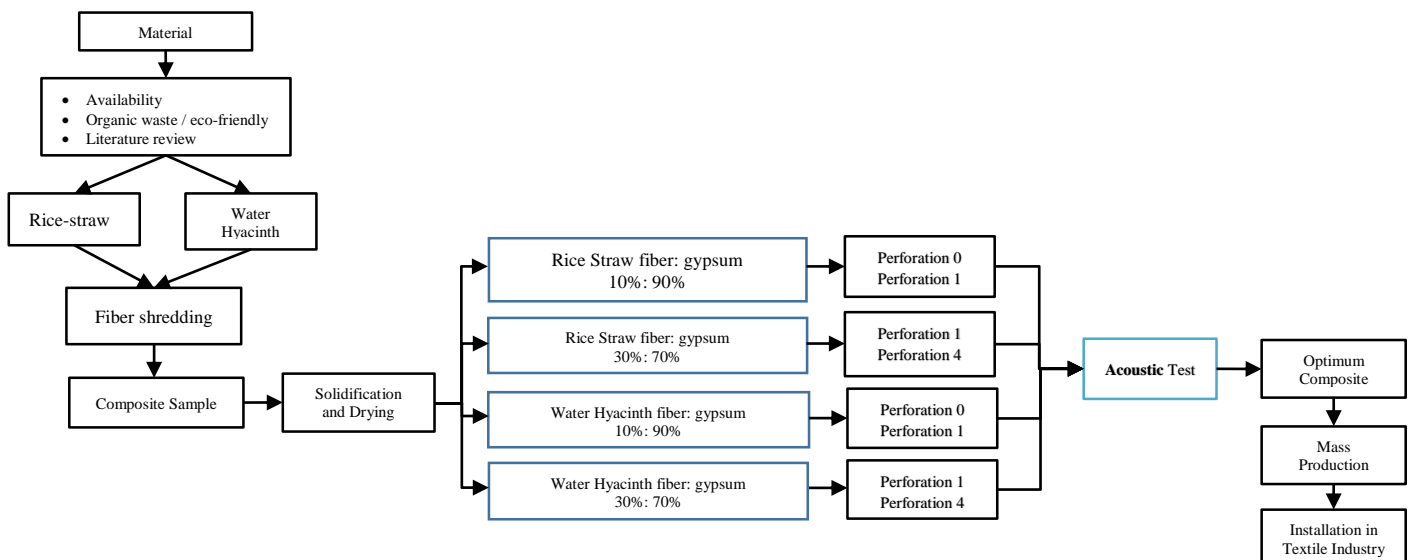 Material
• Availability
• Organic waste / eco-friendly
• Literature review
Rice-straw
Water
Hyacinth
Fiber shredding
Composite Sample
Solidification
and Drying
Rice Straw fiber: gypsum
10%: 90%
Perforation 0
Perforation 1
Rice Straw fiber: gypsum
30%: 70%
Perforation 1
Perforation 4
Water Hyacinth fiber: gypsum
10%: 90%
Perforation 0
Perforation 1
Water Hyacinth fiber: gypsum
30%: 70%
Perforation 1
Perforation 4
Acoustic Test
Optimum
Composite
Mass
Production
Installation in
Textile Industry